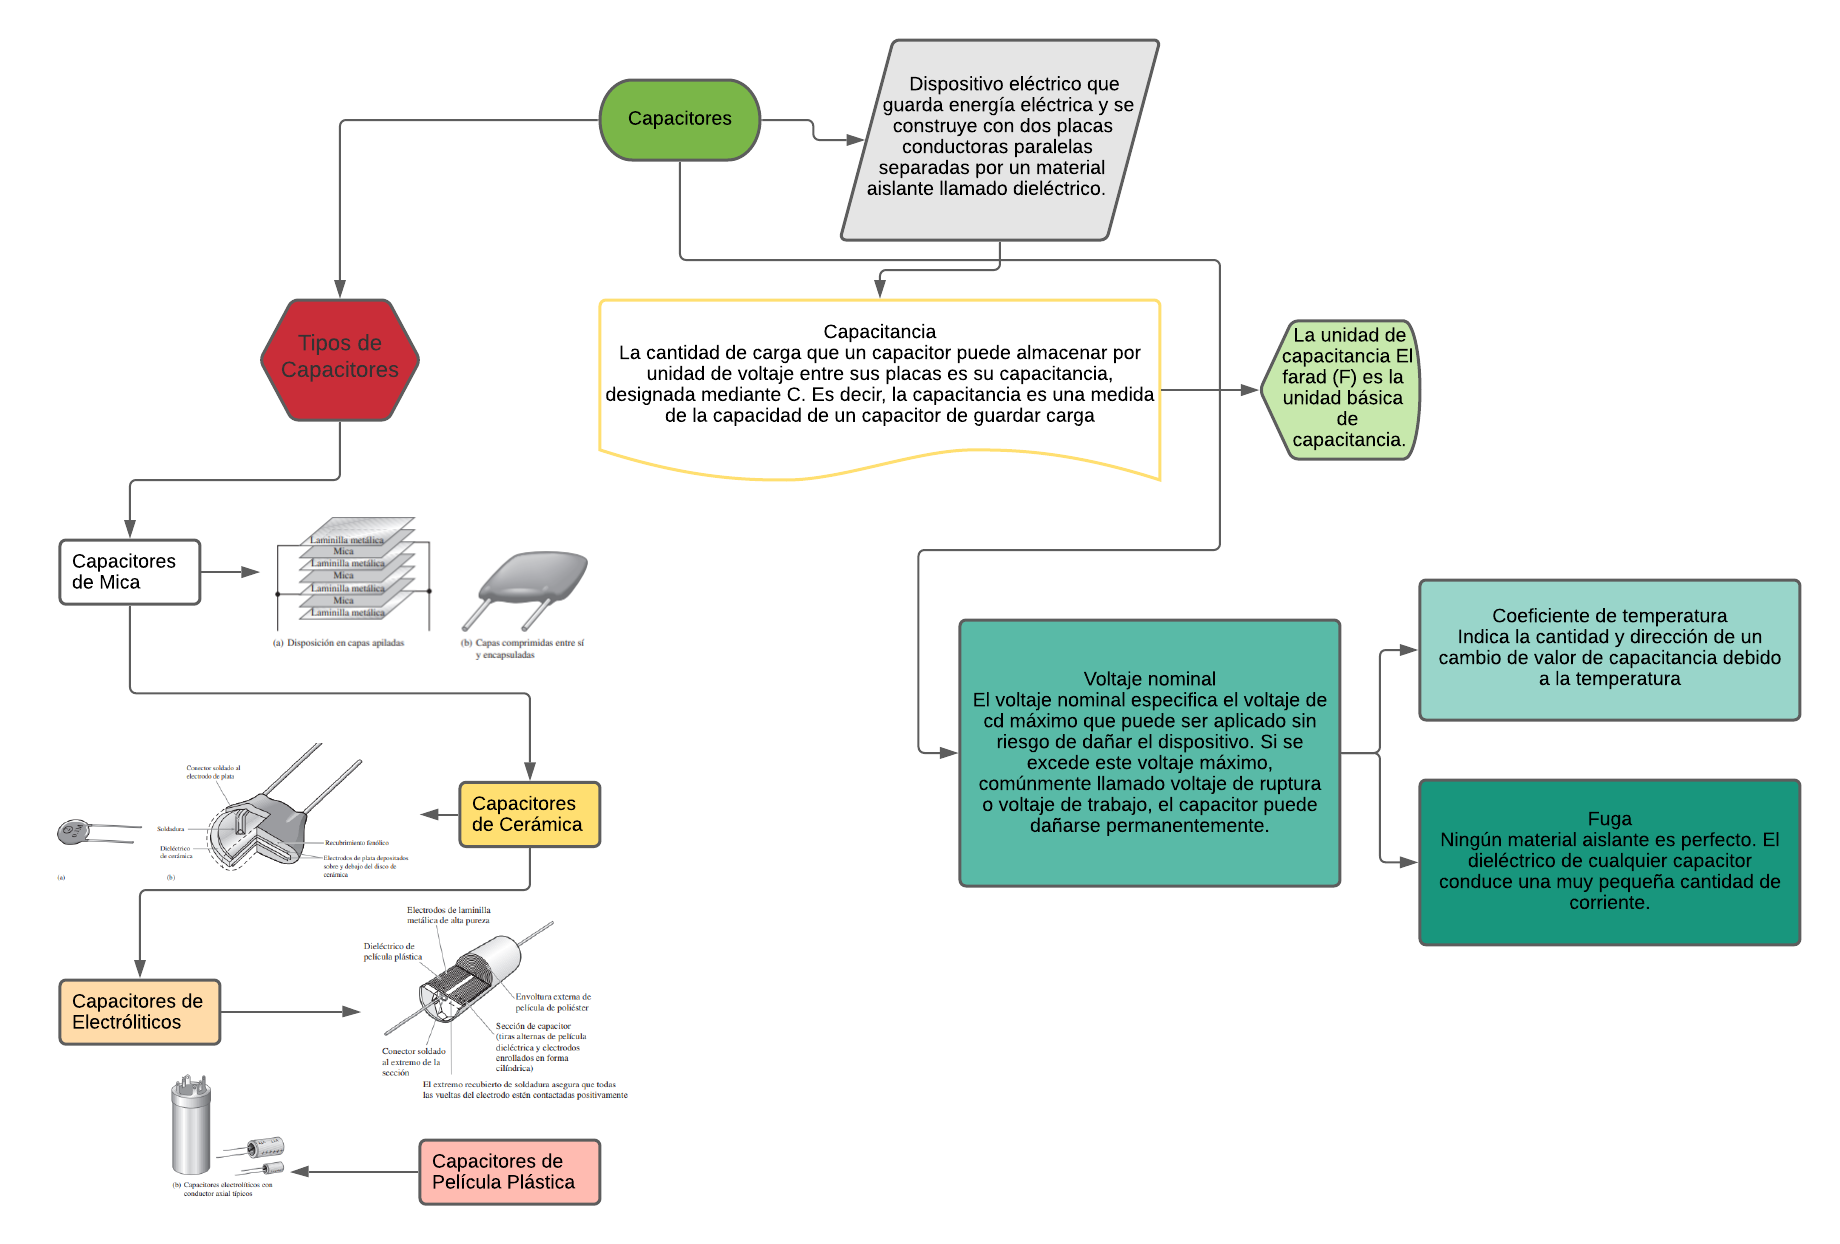 Capacitores
Dispositivo eléctrico que
guarda energía eléctrica y se
construye con dos placas
conductoras paralelas
separadas por un material
aislante llamado dieléctrico.
Tipos de
Capacitores
Capacitancia
La cantidad de carga que un capacitor puede almacenar por
unidad de voltaje entre sus placas es su capacitancia,
designada mediante C. Es decir, la capacitancia es una medida
de la capacidad de un capacitor de guardar carga
La unidad de
capacitancia El
farad (F) es la
unidad básica
de
capacitancia.
Capacitores
de Mica
Laminilla metálica
Mica
Laminilla metálica
Mica
Laminilla metálica
Mica
Laminilla metálica
(a) Disposición en capas apiladas
(b) Capas comprimidas entre sí
y encapsuladas
Voltaje nominal
El voltaje nominal especifica el voltaje de
cd máximo que puede ser aplicado sin
riesgo de dañar el dispositivo. Si se
excede este voltaje máximo,
comúnmente llamado voltaje de ruptura
o voltaje de trabajo, el capacitor puede
dañarse permanentemente.
Coeficiente de temperatura
Indica la cantidad y dirección de un
cambio de valor de capacitancia debido
a la temperatura
Fuga
Ningún material aislante es perfecto. El
dieléctrico de cualquier capacitor
conduce una muy pequeña cantidad de
corriente.
Capacitores
de Cerámica
Conector soldado al
electrodo de plata
Soldadura
Dieléctrico
de cerámica
Recubrimiento fenólico
Electrodos de plata depositados
sobre y debajo del disco de
cerámica
(a)
(b)
Capacitores de
Electróliticos
Electrodos de laminilla
metálica de alta pureza
Dieléctrico de
película plástica
Envoltura externa de
película de poliéster
Sección de capacitor
(tiras alternas de película
dieléctrica y electrodos
enrollados en forma
cilíndrica)
Conector soldado
al extremo de la
sección
El extremo recubierto de soldadura asegura que todas
las vueltas del electrodo estén contactadas positivamente
(b) Capacitores electrolíticos con
conductor axial típicos
Capacitores de
Película Plástica